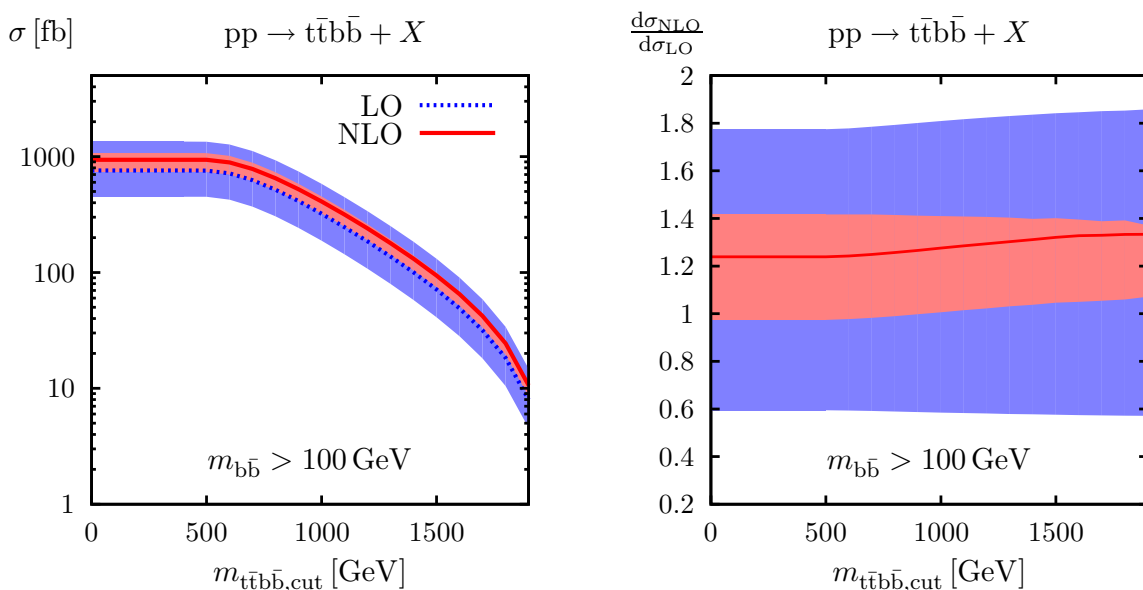 σ [fb]
pp → tt̄bb̄ + X
LO
NLO
1000
100
10
1
m_bb̄ > 100 GeV
0 500 1000 1500
m_tt̄bb̄,cut [GeV]
dσ_NLO
dσ_LO
pp → tt̄bb̄ + X
2
1.8
1.6
1.4
1.2
1
0.8
0.6
0.4
0.2
m_bb̄ > 100 GeV
0 500 1000 1500
m_tt̄bb̄,cut [GeV]